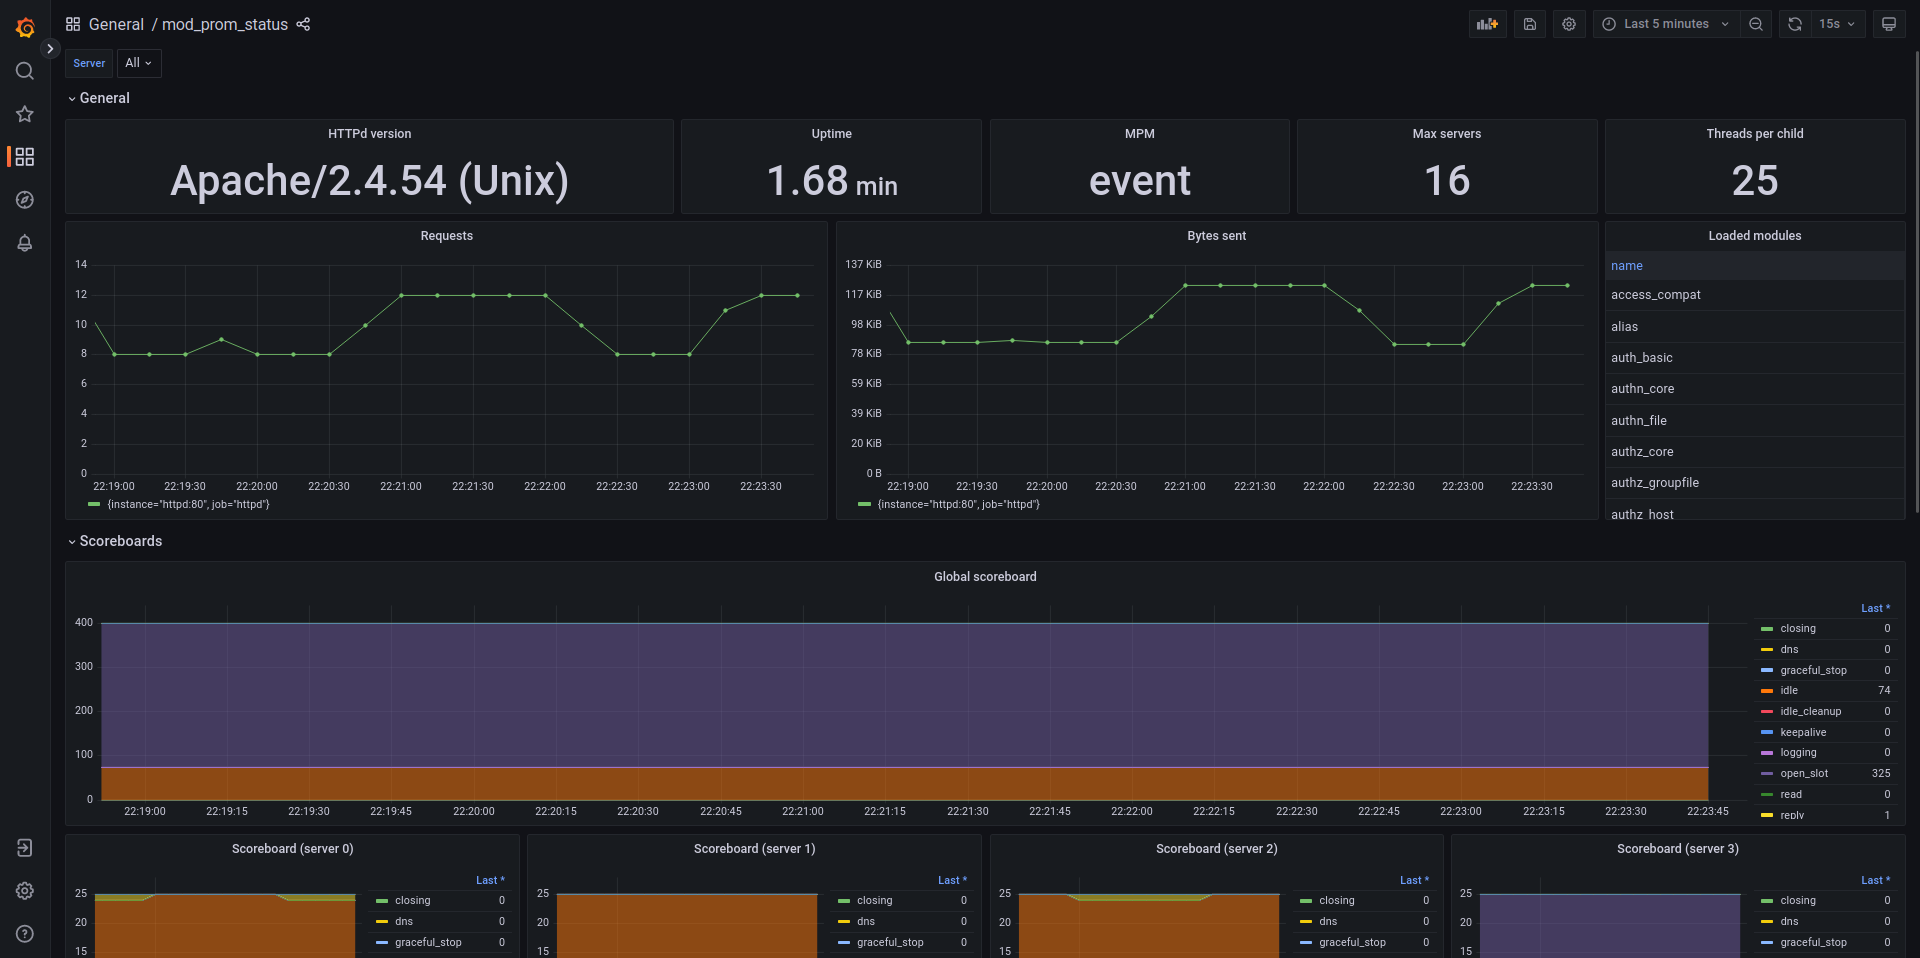 General / mod_prom_status
Last 5 minutes
15s
Server
All
General
HTTPd version
Apache/2.4.54 (Unix)
Uptime
1.68 min
MPM
event
Max servers
16
Threads per child
25
Requests
14
12
10
8
6
4
2
0
22:19:00 22:19:30 22:20:00 22:20:30 22:21:00 22:21:30 22:22:00 22:22:30 22:23:00 22:23:30
{instance="httpd:80", job="httpd"}
Bytes sent
137 KiB
117 KiB
98 KiB
78 KiB
59 KiB
39 KiB
20 KiB
0 B
22:19:00 22:19:30 22:20:00 22:20:30 22:21:00 22:21:30 22:22:00 22:22:30 22:23:00 22:23:30
{instance="httpd:80", job="httpd"}
Loaded modules
name
access_compat
alias
auth_basic
authn_core
authn_file
authz_core
authz_groupfile
authz_host
Scoreboards
Global scoreboard
400
300
200
100
0
22:19:00 22:19:15 22:19:30 22:19:45 22:20:00 22:20:15 22:20:30 22:20:45 22:21:00 22:21:15 22:21:30 22:21:45 22:22:00 22:22:15 22:22:30 22:22:45 22:23:00 22:23:15 22:23:30 22:23:45
Last *
closing 0
dns 0
graceful_stop 0
idle 74
idle_cleanup 0
keepalive 0
logging 0
open_slot 325
read 0
reply 1
Scoreboard (server 0)
25
20
15
Last *
closing 0
dns 0
graceful_stop 0
Scoreboard (server 1)
25
20
15
Last *
closing 0
dns 0
graceful_stop 0
Scoreboard (server 2)
25
20
15
Last *
closing 0
dns 0
graceful_stop 0
Scoreboard (server 3)
25
20
15
Last *
closing 0
dns 0
graceful_stop 0